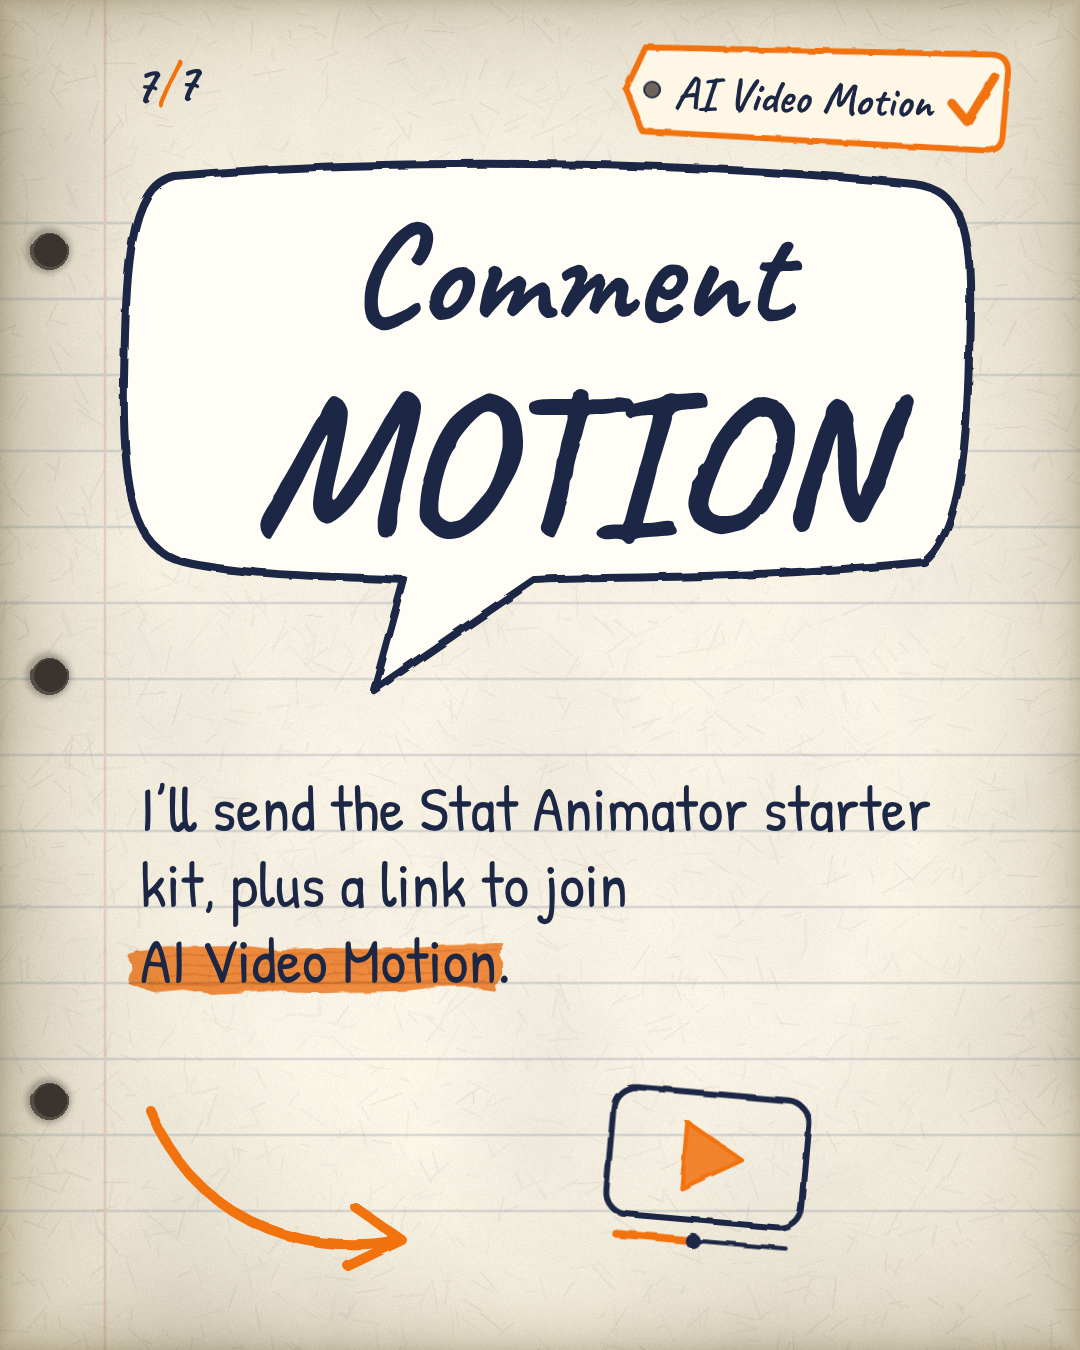 7/7
AI Video Motion
Comment
MOTION
I'll send the Stat Animator starter
kit, plus a link to join
AI Video Motion.